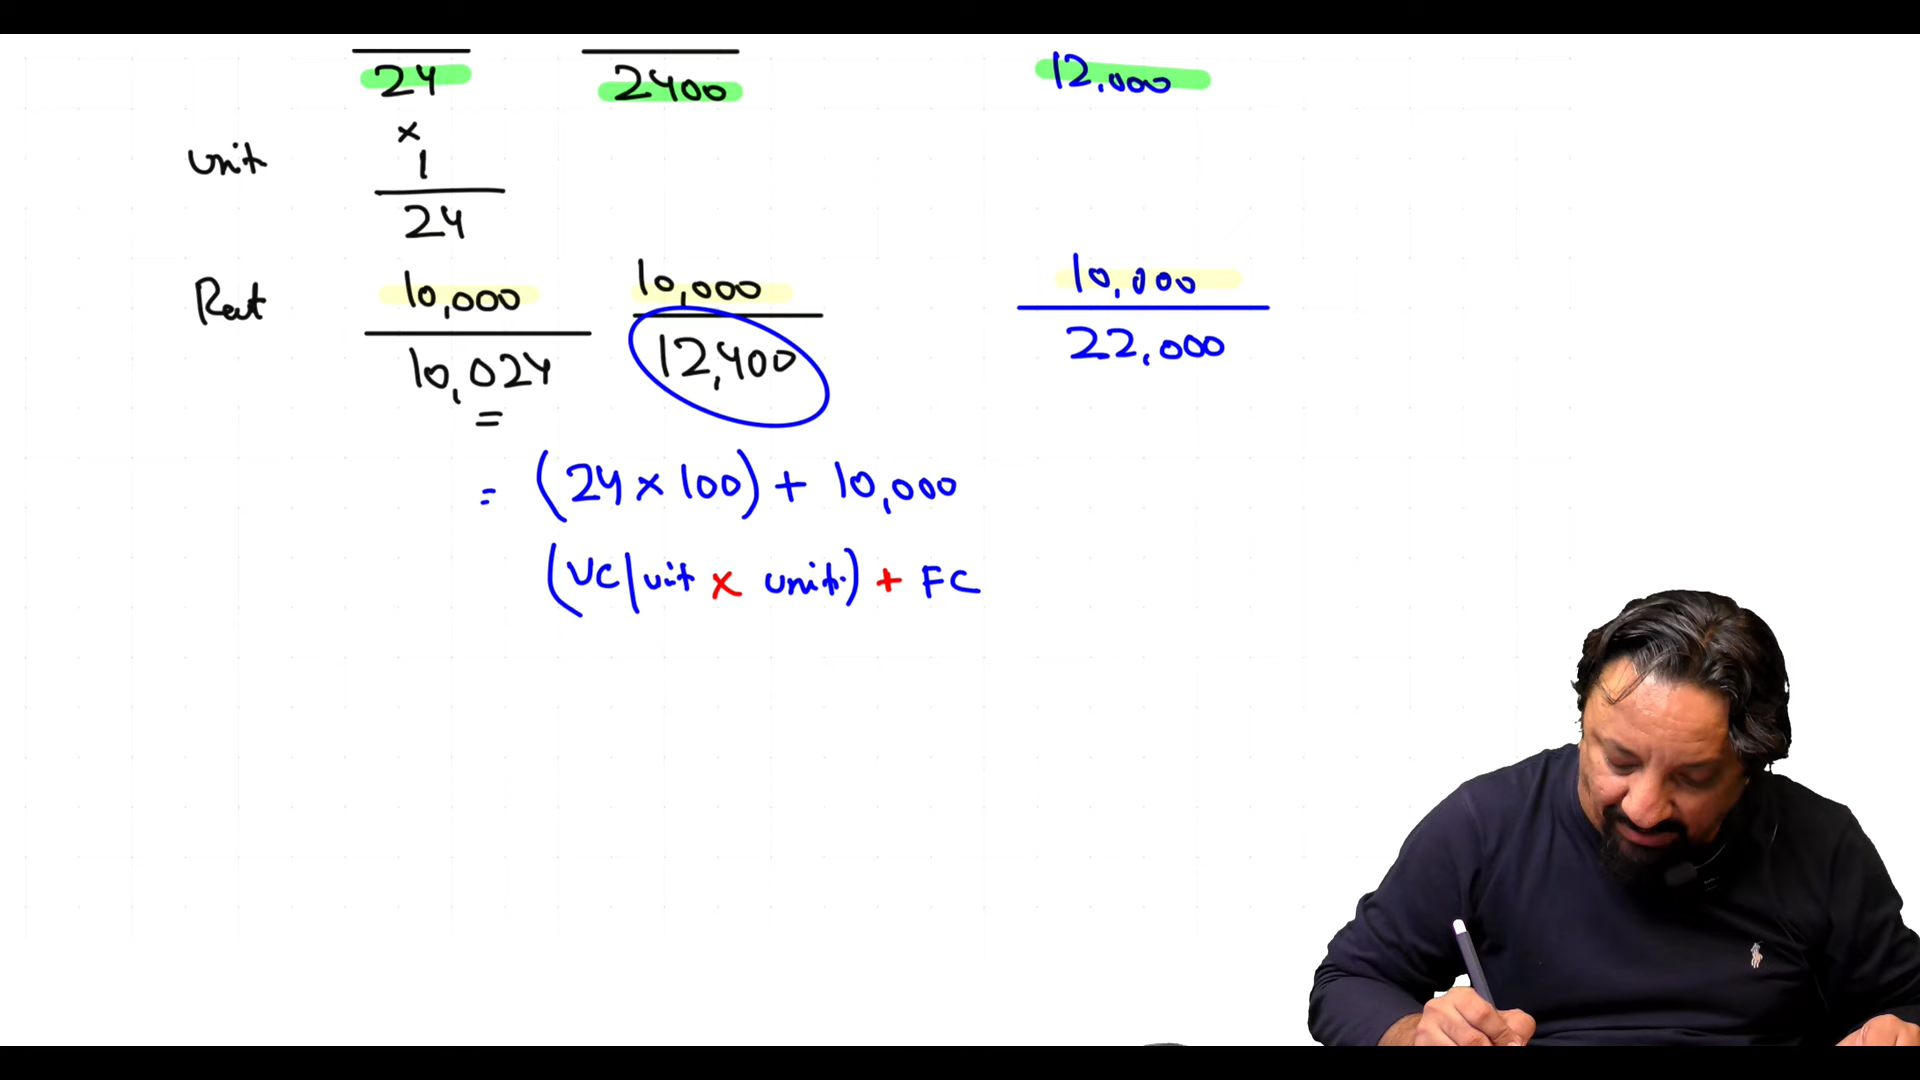 24 2400 12,000
×
Unit 1
24
Rent 10,000 10,000 10,000
10,024 12,400 22,000
=
= (24 × 100) + 10,000
(VC/unit × units) + FC